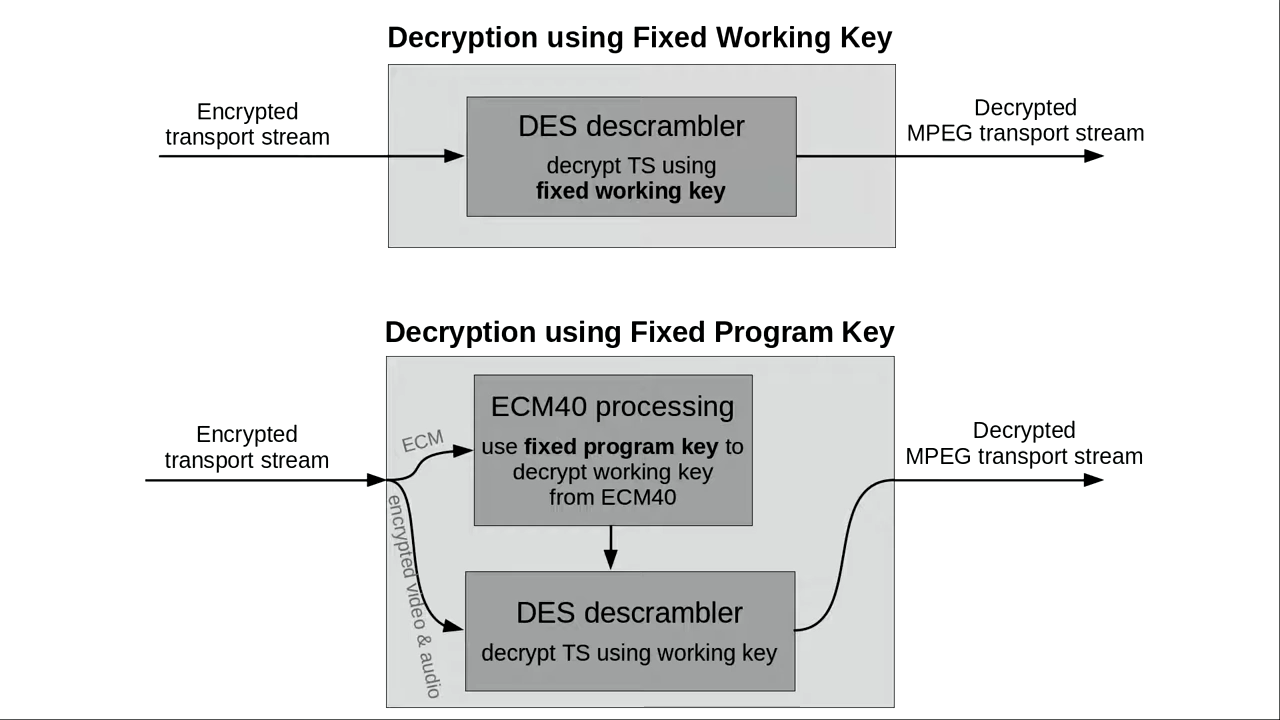 Decryption using Fixed Working Key
Encrypted
transport stream
DES descrambler
decrypt TS using
fixed working key
Decrypted
MPEG transport stream
Decryption using Fixed Program Key
Encrypted
transport stream
ECM
encrypted video & audio
ECM40 processing
use fixed program key to
decrypt working key
from ECM40
DES descrambler
decrypt TS using working key
Decrypted
MPEG transport stream